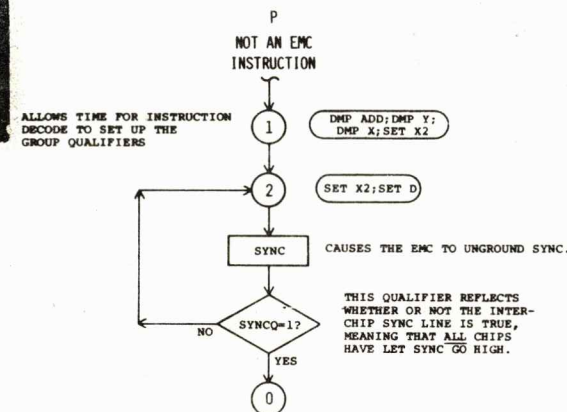 P
NOT AN EMC
INSTRUCTION
ALLOWS TIME FOR INSTRUCTION
DECODE TO SET UP THE
GROUP QUALIFIERS
1
DMP ADD;DMP Y;
DMP X;SET X2
2
SET X2;SET D
SYNC
CAUSES THE EMC TO UNGROUND SYNC.
SYNCQ=1?
NO
YES
THIS QUALIFIER REFLECTS
WHETHER OR NOT THE INTER-
CHIP SYNC LINE IS TRUE,
MEANING THAT ALL CHIPS
HAVE LET SYNC GO HIGH.
0